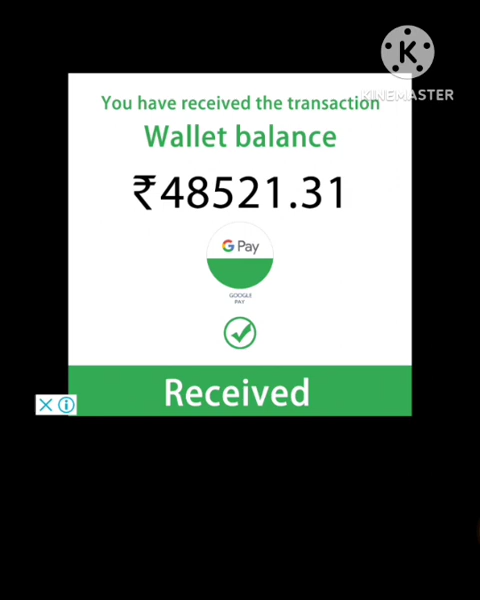 KINEMASTER
You have received the transaction
Wallet balance
₹48521.31
G Pay
GOOGLE
PAY
Received